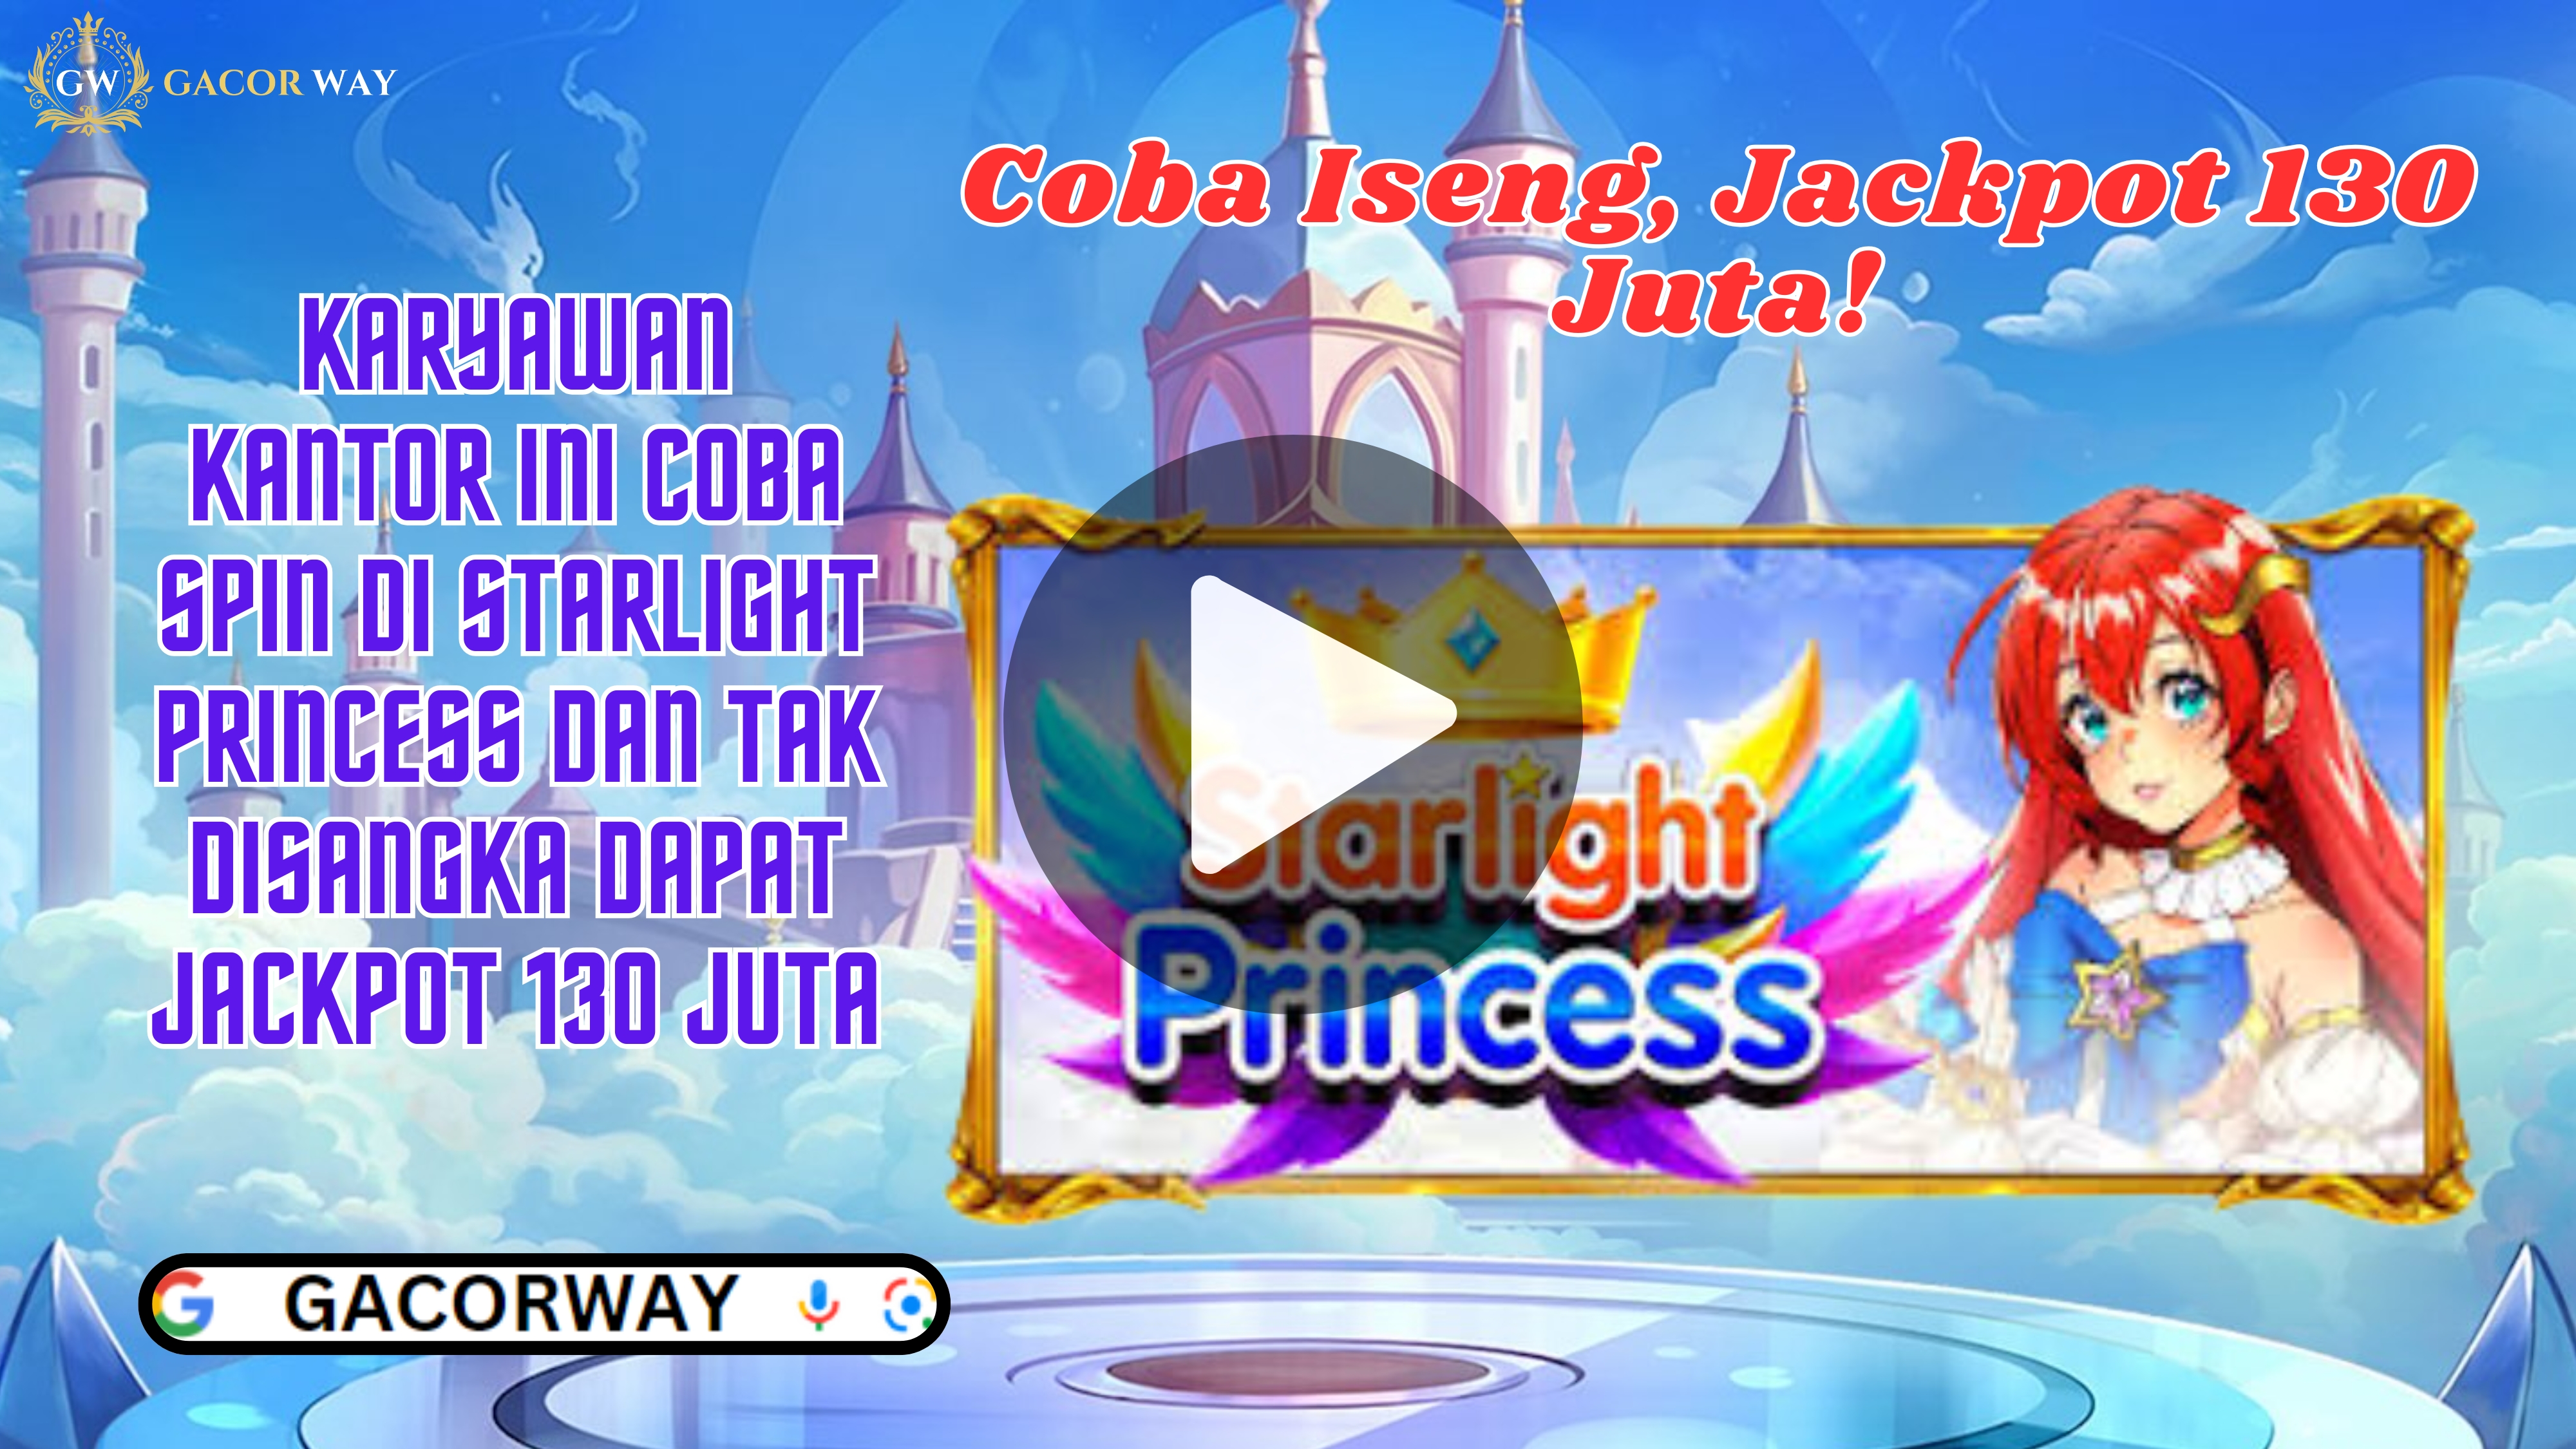 GW GACOR WAY
Coba Iseng, Jackpot 130
Juta!
KARYAWAN
KANTOR INI COBA
SPIN DI STARLIGHT
PRINCESS DAN TAK
DISANGKA DAPAT
JACKPOT 130 JUTA
Starlight
Princess
G GACORWAY